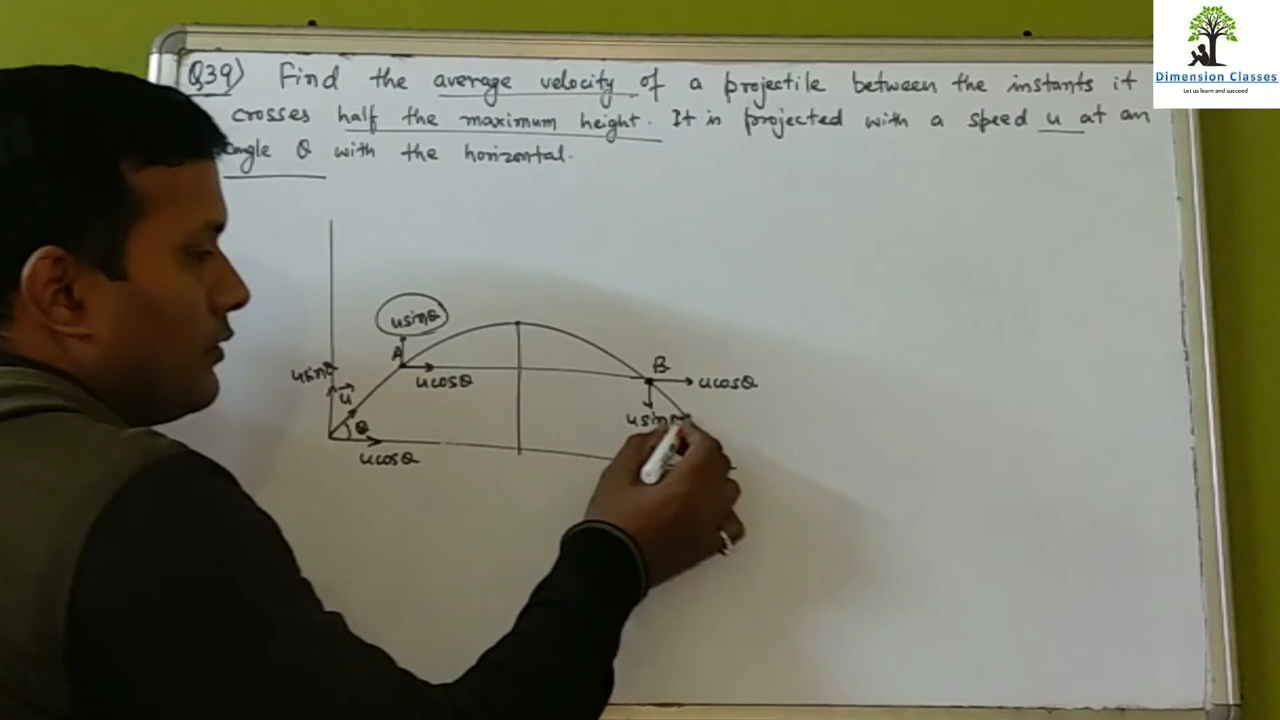 Dimension Classes
Let us learn and succeed
Q39) Find the average velocity of a projectile between the instants it
crosses half the maximum height. It is projected with a speed u at an
angle θ with the horizontal.
usinθ
A
B
ucosθ
ucosθ
u
θ
ucosθ